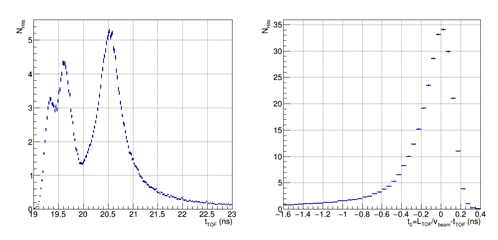 N_Hits
5
4
3
2
1
0
19 19.5 20 20.5 21 21.5 22 22.5 23
t_TOF (ns)
N_Hits
35
30
25
20
15
10
5
0
−1.6 −1.4 −1.2 −1 −0.8 −0.6 −0.4 −0.2 0 0.2 0.4
t_0=L_TOF/v_beam-t_TOF (ns)